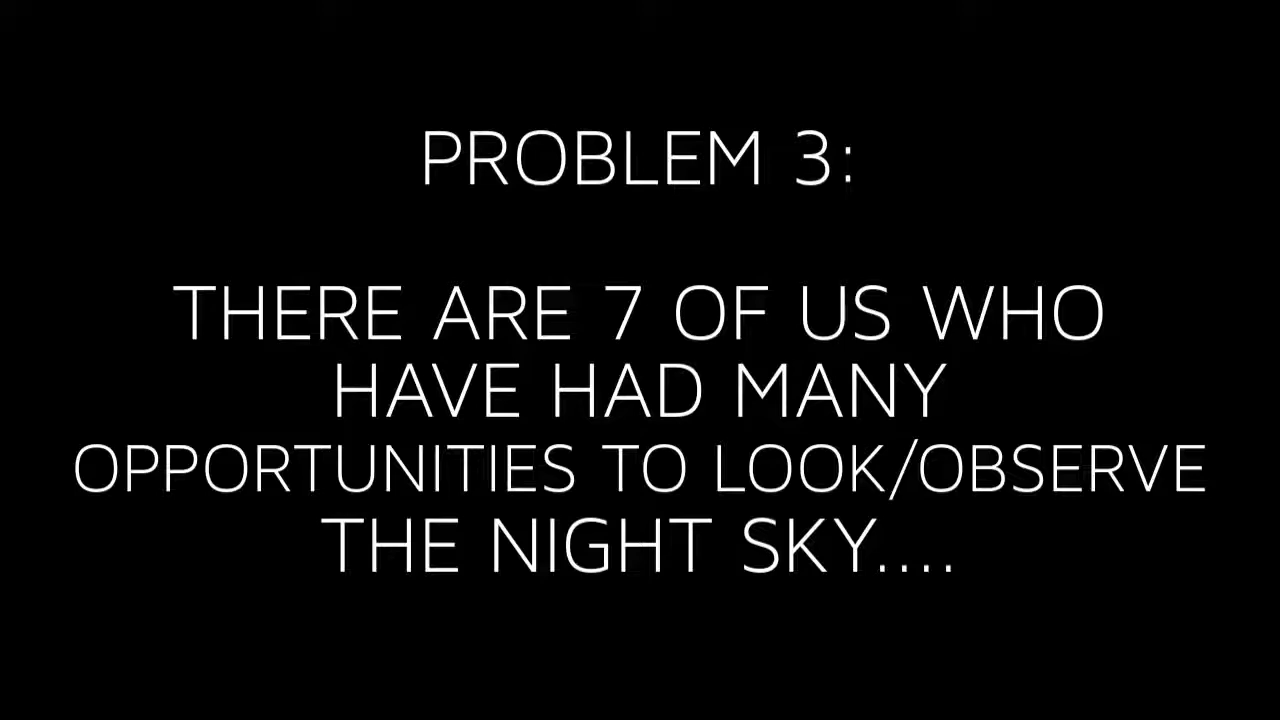 PROBLEM 3:
THERE ARE 7 OF US WHO
HAVE HAD MANY
OPPORTUNITIES TO LOOK/OBSERVE
THE NIGHT SKY....